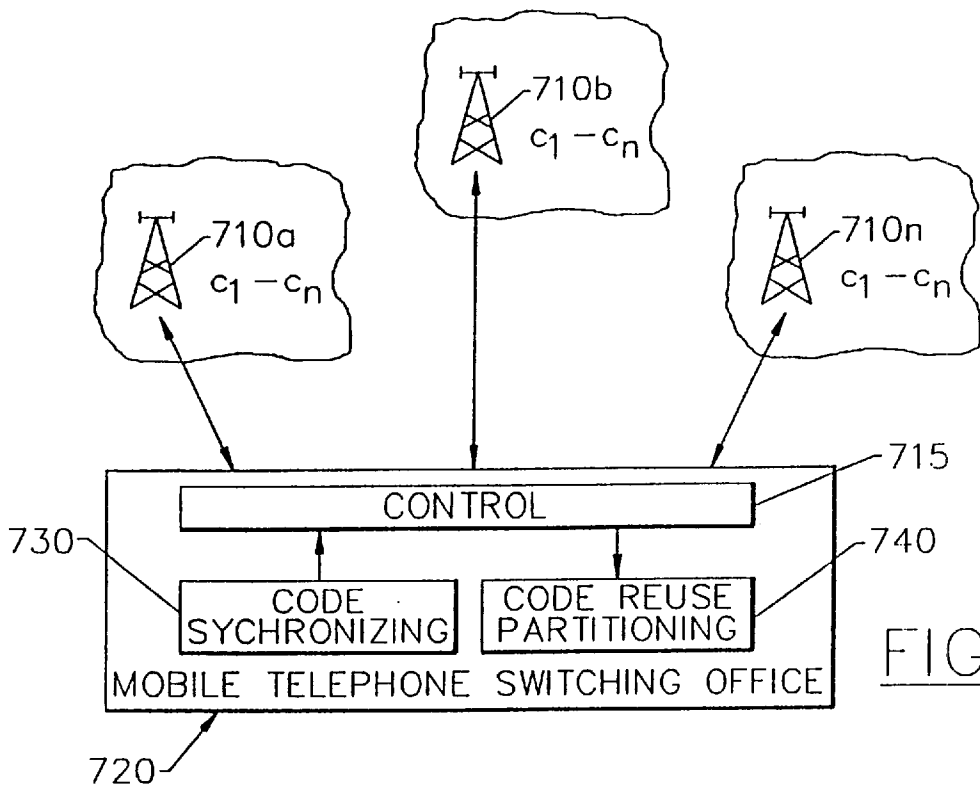 710b
c1 – cn
710a
c1 – cn
710n
c1 – cn
715
CONTROL
730
740
CODE SYCHRONIZING
CODE REUSE PARTITIONING
MOBILE TELEPHONE SWITCHING OFFICE
FIG
720